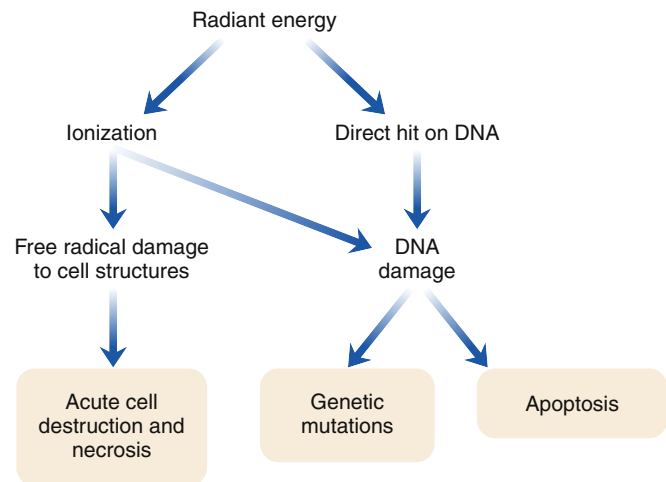 Radiant energy
Ionization
Direct hit on DNA
Free radical damage
to cell structures
DNA
damage
Acute cell
destruction and
necrosis
Genetic
mutations
Apoptosis